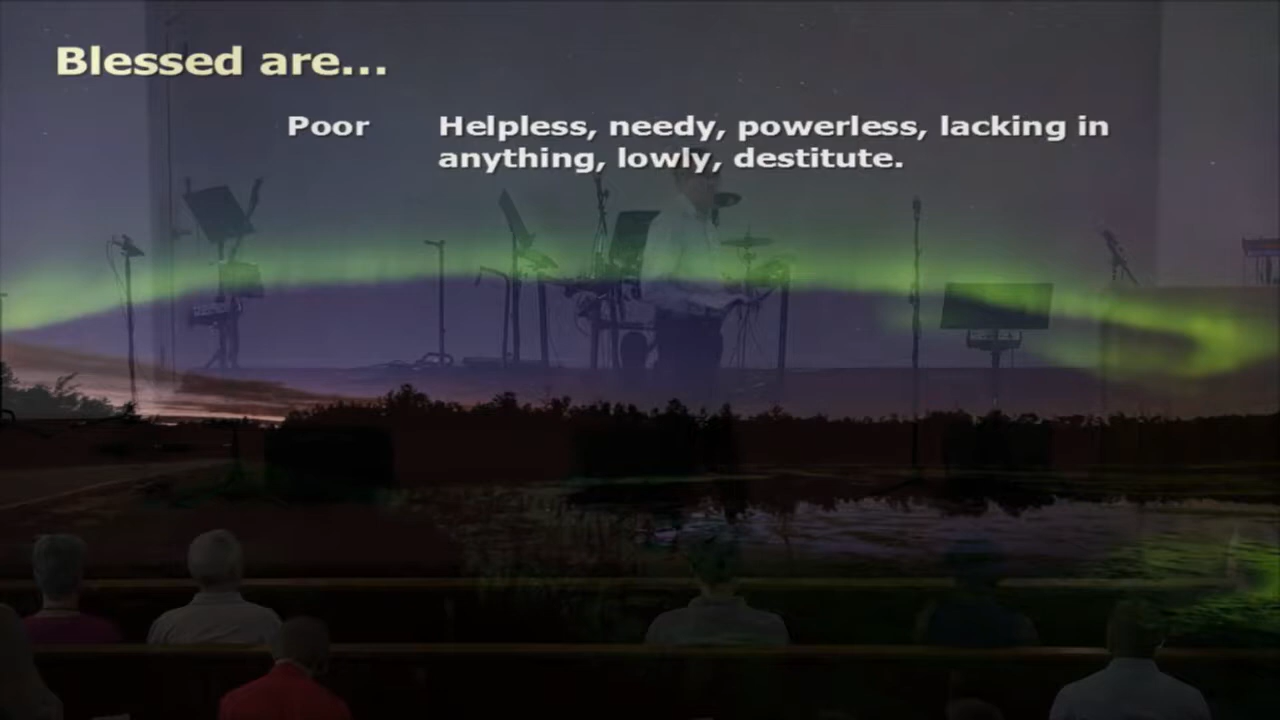 Blessed are...
Poor Helpless, needy, powerless, lacking in
anything, lowly, destitute.